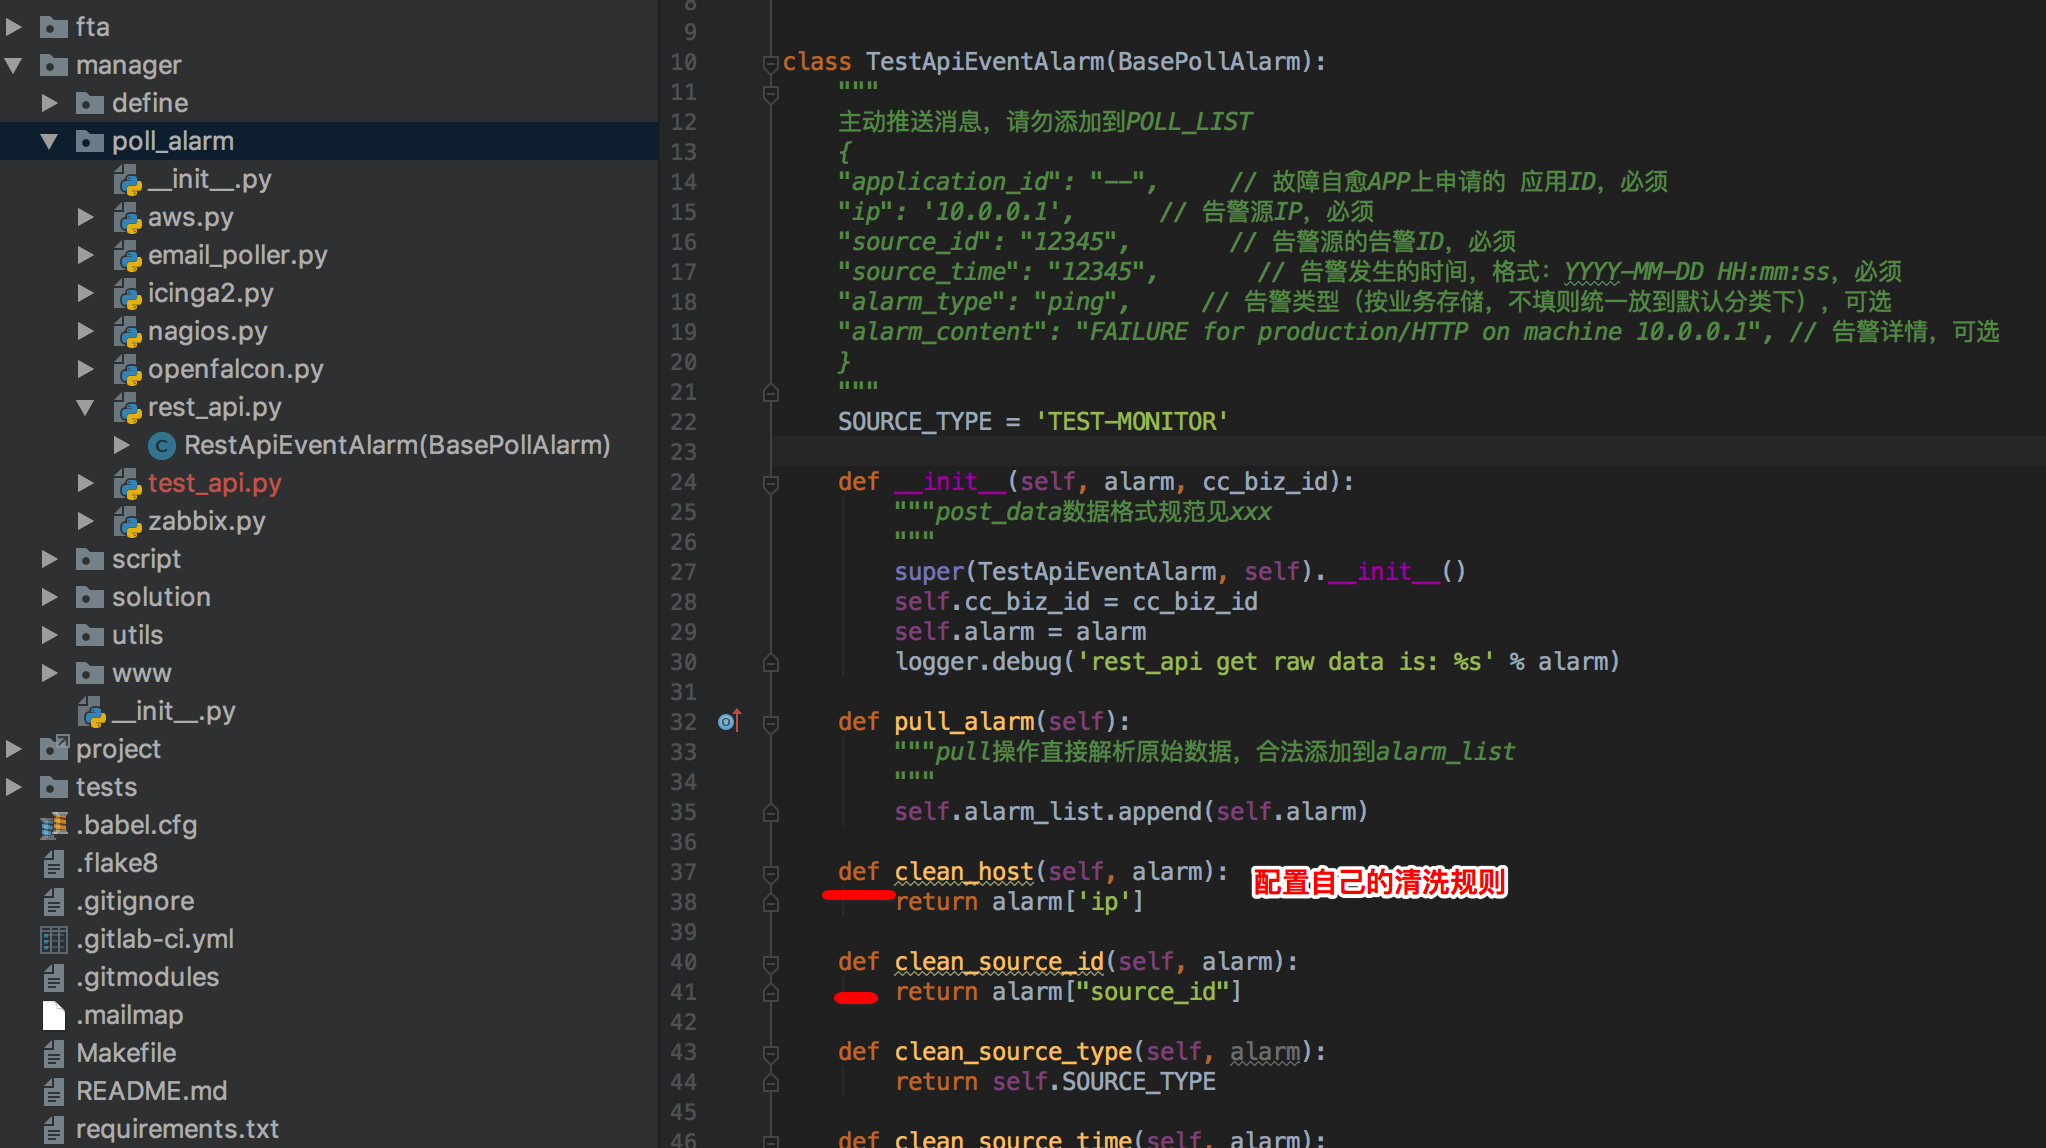 fta
manager
define
poll_alarm
__init__.py
aws.py
email_poller.py
icinga2.py
nagios.py
openfalcon.py
rest_api.py
RestApiEventAlarm(BasePollAlarm)
test_api.py
zabbix.py
script
solution
utils
www
__init__.py
project
tests
.babel.cfg
.flake8
.gitignore
.gitlab-ci.yml
.gitmodules
.mailmap
Makefile
README.md
requirements.txt
8
9
10 class TestApiEventAlarm(BasePollAlarm):
11 """
12 主动推送消息，请勿添加到POLL_LIST
13 {
14 "application_id": "--", // 故障自愈APP上申请的 应用ID，必须
15 "ip": '10.0.0.1', // 告警源IP，必须
16 "source_id": "12345", // 告警源的告警ID，必须
17 "source_time": "12345", // 告警发生的时间，格式：YYYY-MM-DD HH:mm:ss，必须
18 "alarm_type": "ping", // 告警类型（按业务存储，不填则统一放到默认分类下）,可选
19 "alarm_content": "FAILURE for production/HTTP on machine 10.0.0.1", // 告警详情，可选
20 }
21 """
22 SOURCE_TYPE = 'TEST-MONITOR'
23
24 def __init__(self, alarm, cc_biz_id):
25 """post_data数据格式规范见xxx
26 """
27 super(TestApiEventAlarm, self).__init__()
28 self.cc_biz_id = cc_biz_id
29 self.alarm = alarm
30 logger.debug('rest_api get raw data is: %s' % alarm)
31
32 def pull_alarm(self):
33 """pull操作直接解析原始数据，合法添加到alarm_list
34 """
35 self.alarm_list.append(self.alarm)
36
37 def clean_host(self, alarm): 配置自己的清洗规则
38 return alarm['ip']
39
40 def clean_source_id(self, alarm):
41 return alarm["source_id"]
42
43 def clean_source_type(self, alarm):
44 return self.SOURCE_TYPE
45
46 def clean_source_time(self, alarm):